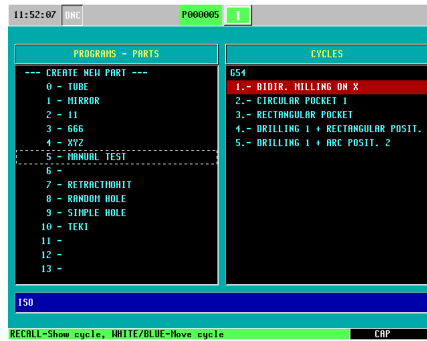 11:52:07 DNC P000005
PROGRAMS - PARTS
--- CREATE NEW PART ---
0 - TUBE
1 - MIRROR
2 - 11
3 - 666
4 - XYZ
5 - MANUAL TEST
6 -
7 - RETRACTMOHIT
8 - RANDOM HOLE
9 - SIMPLE HOLE
10 - TEKI
11 -
12 -
13 -
CYCLES
G54
1.- BIDIR. MILLING ON X
2.- CIRCULAR POCKET 1
3.- RECTANGULAR POCKET
4.- DRILLING 1 + RECTANGULAR POSIT.
5.- DRILLING 1 + ARC POSIT. 2
ISO
RECALL-Show cycle, WHITE/BLUE-Move cycle
CAP